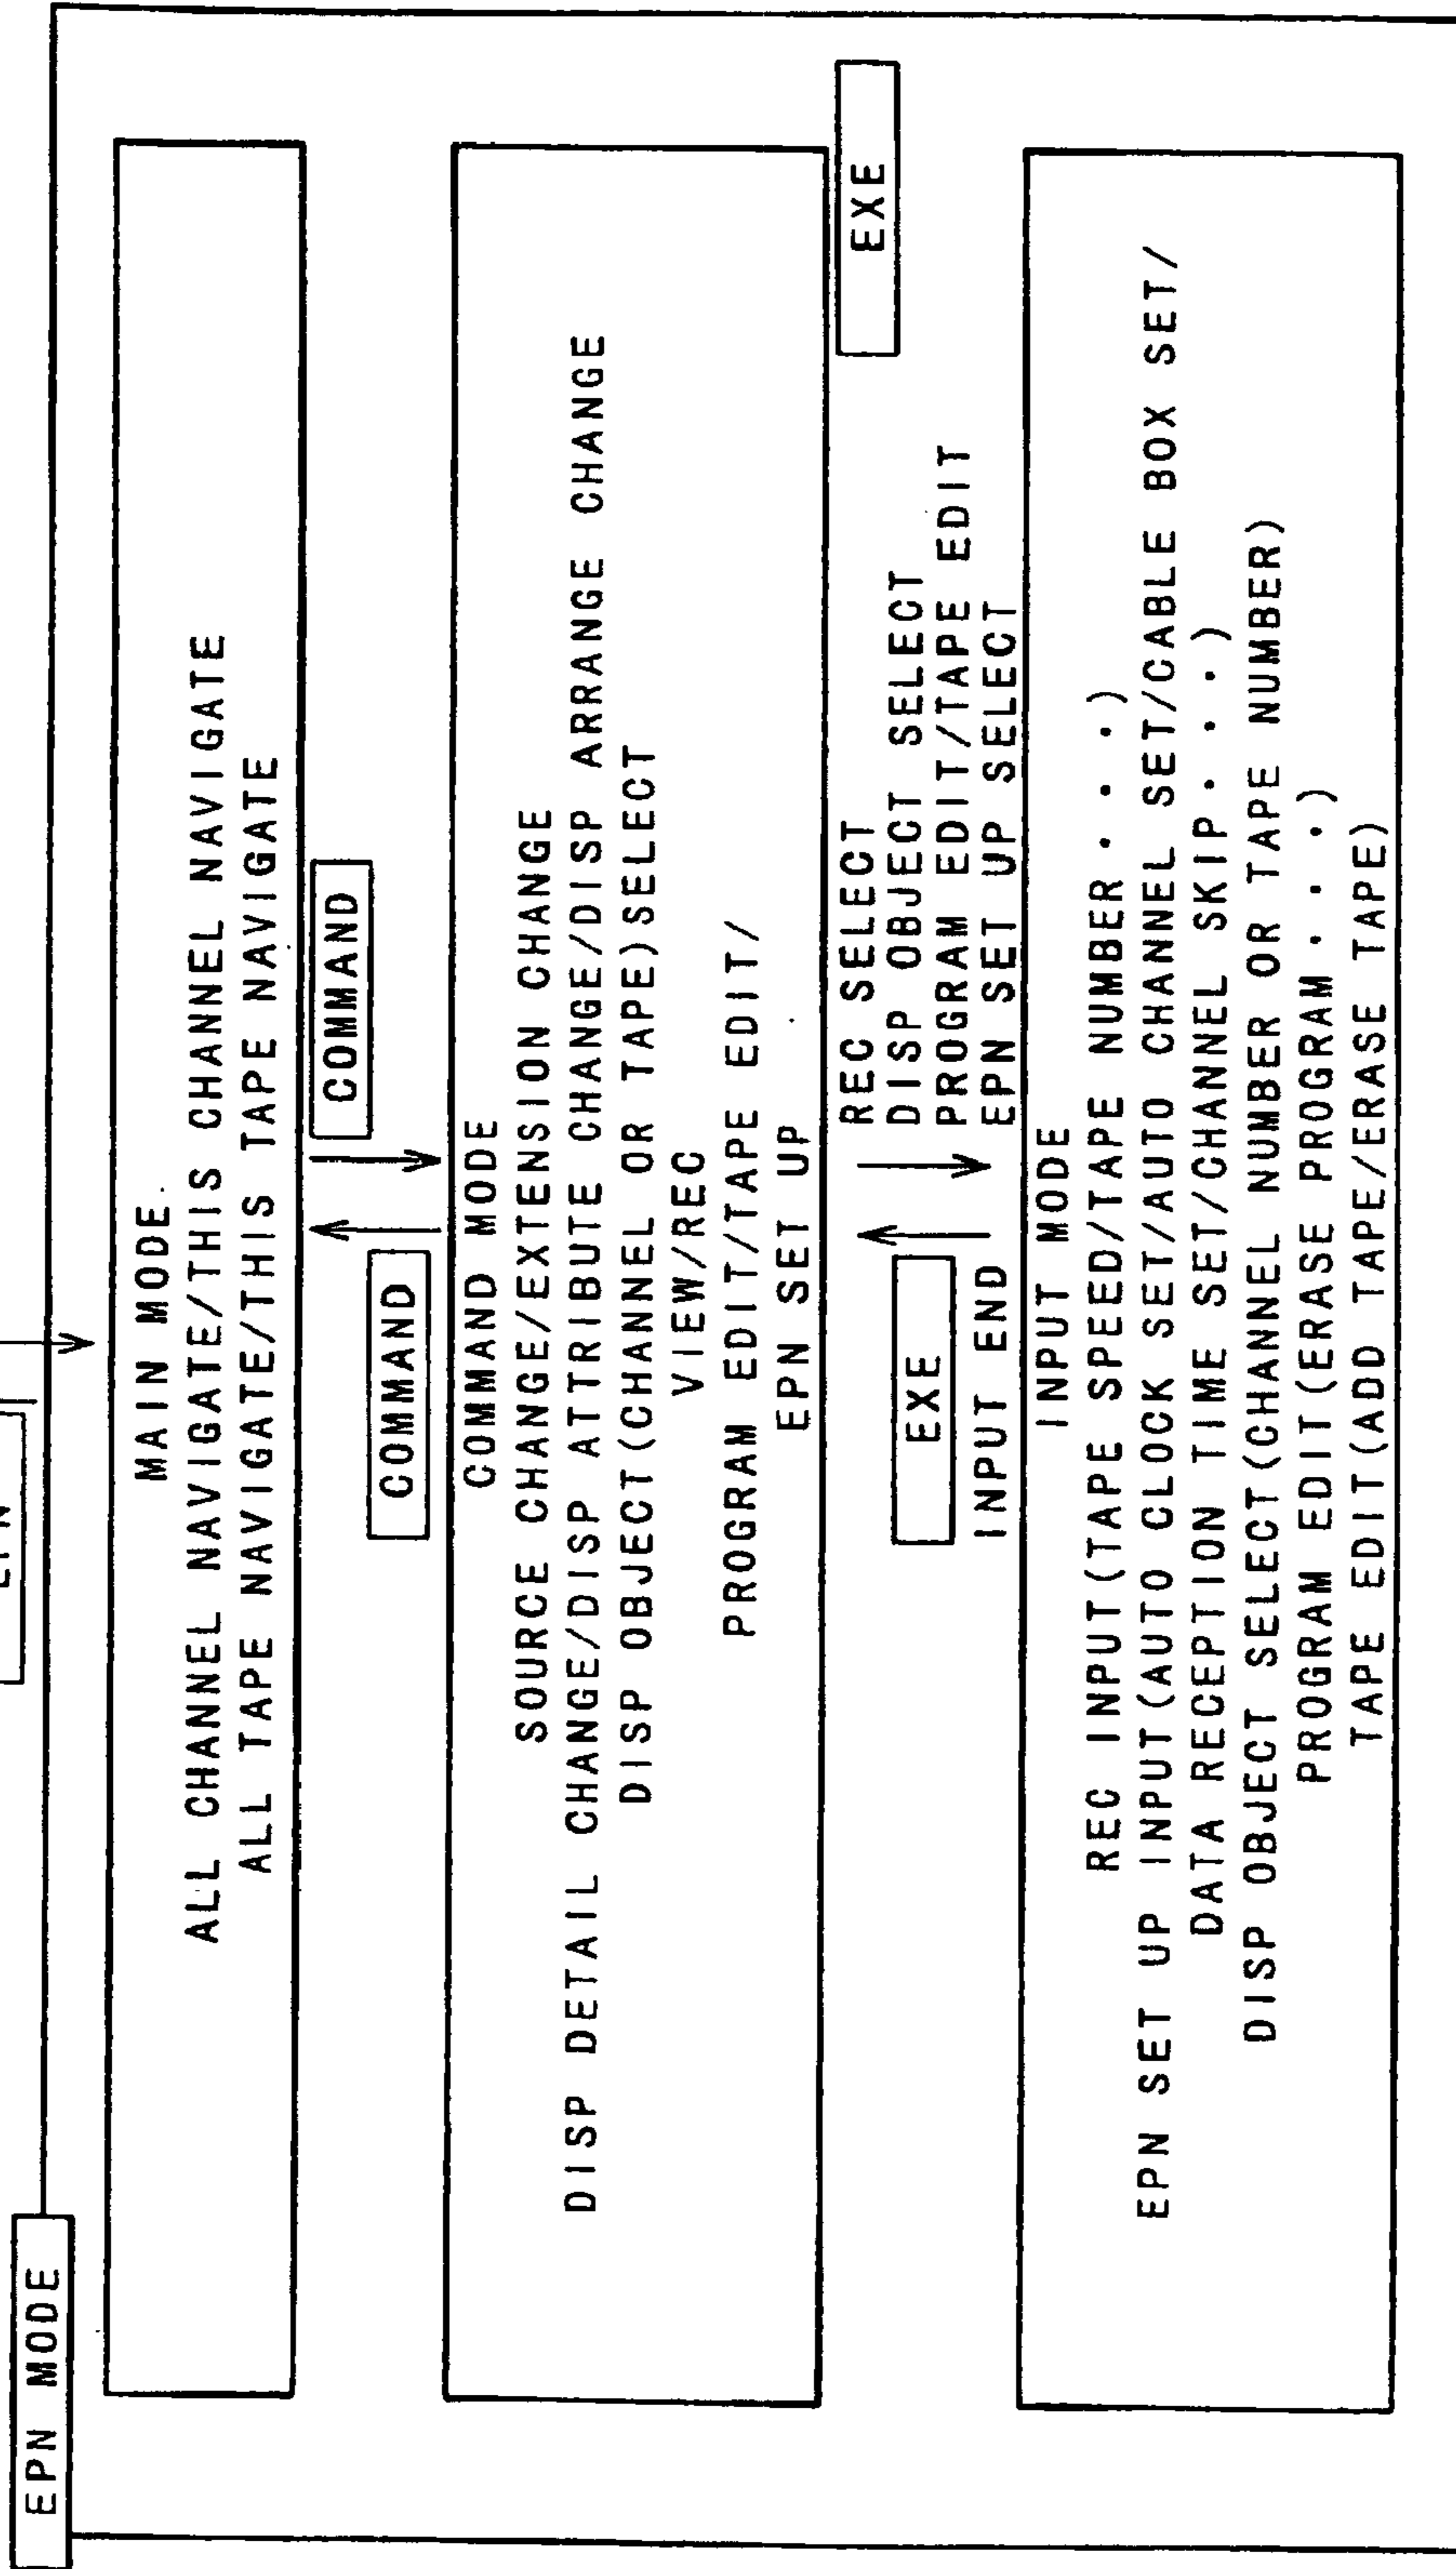 EPN MODE
MAIN MODE
ALL CHANNEL NAVIGATE/THIS CHANNEL NAVIGATE
ALL TAPE NAVIGATE/THIS TAPE NAVIGATE
COMMAND
COMMAND
COMMAND MODE
SOURCE CHANGE/EXTENSION CHANGE
DISP DETAIL CHANGE/DISP ATTRIBUTE CHANGE/DISP ARRANGE CHANGE
DISP OBJECT(CHANNEL OR TAPE)SELECT
VIEW/REC
PROGRAM EDIT/TAPE EDIT/
EPN SET UP
EXE
REC SELECT
DISP OBJECT SELECT
PROGRAM EDIT/TAPE EDIT
EPN SET UP SELECT
EXE
INPUT END
INPUT MODE
REC INPUT(TAPE SPEED/TAPE NUMBER···)
EPN SET UP INPUT(AUTO CLOCK SET/AUTO CHANNEL SET/CABLE BOX SET/
DATA RECEPTION TIME SET/CHANNEL SKIP···)
DISP OBJECT SELECT(CHANNEL NUMBER OR TAPE NUMBER)
PROGRAM EDIT(ERASE PROGRAM···)
TAPE EDIT(ADD TAPE/ERASE TAPE)